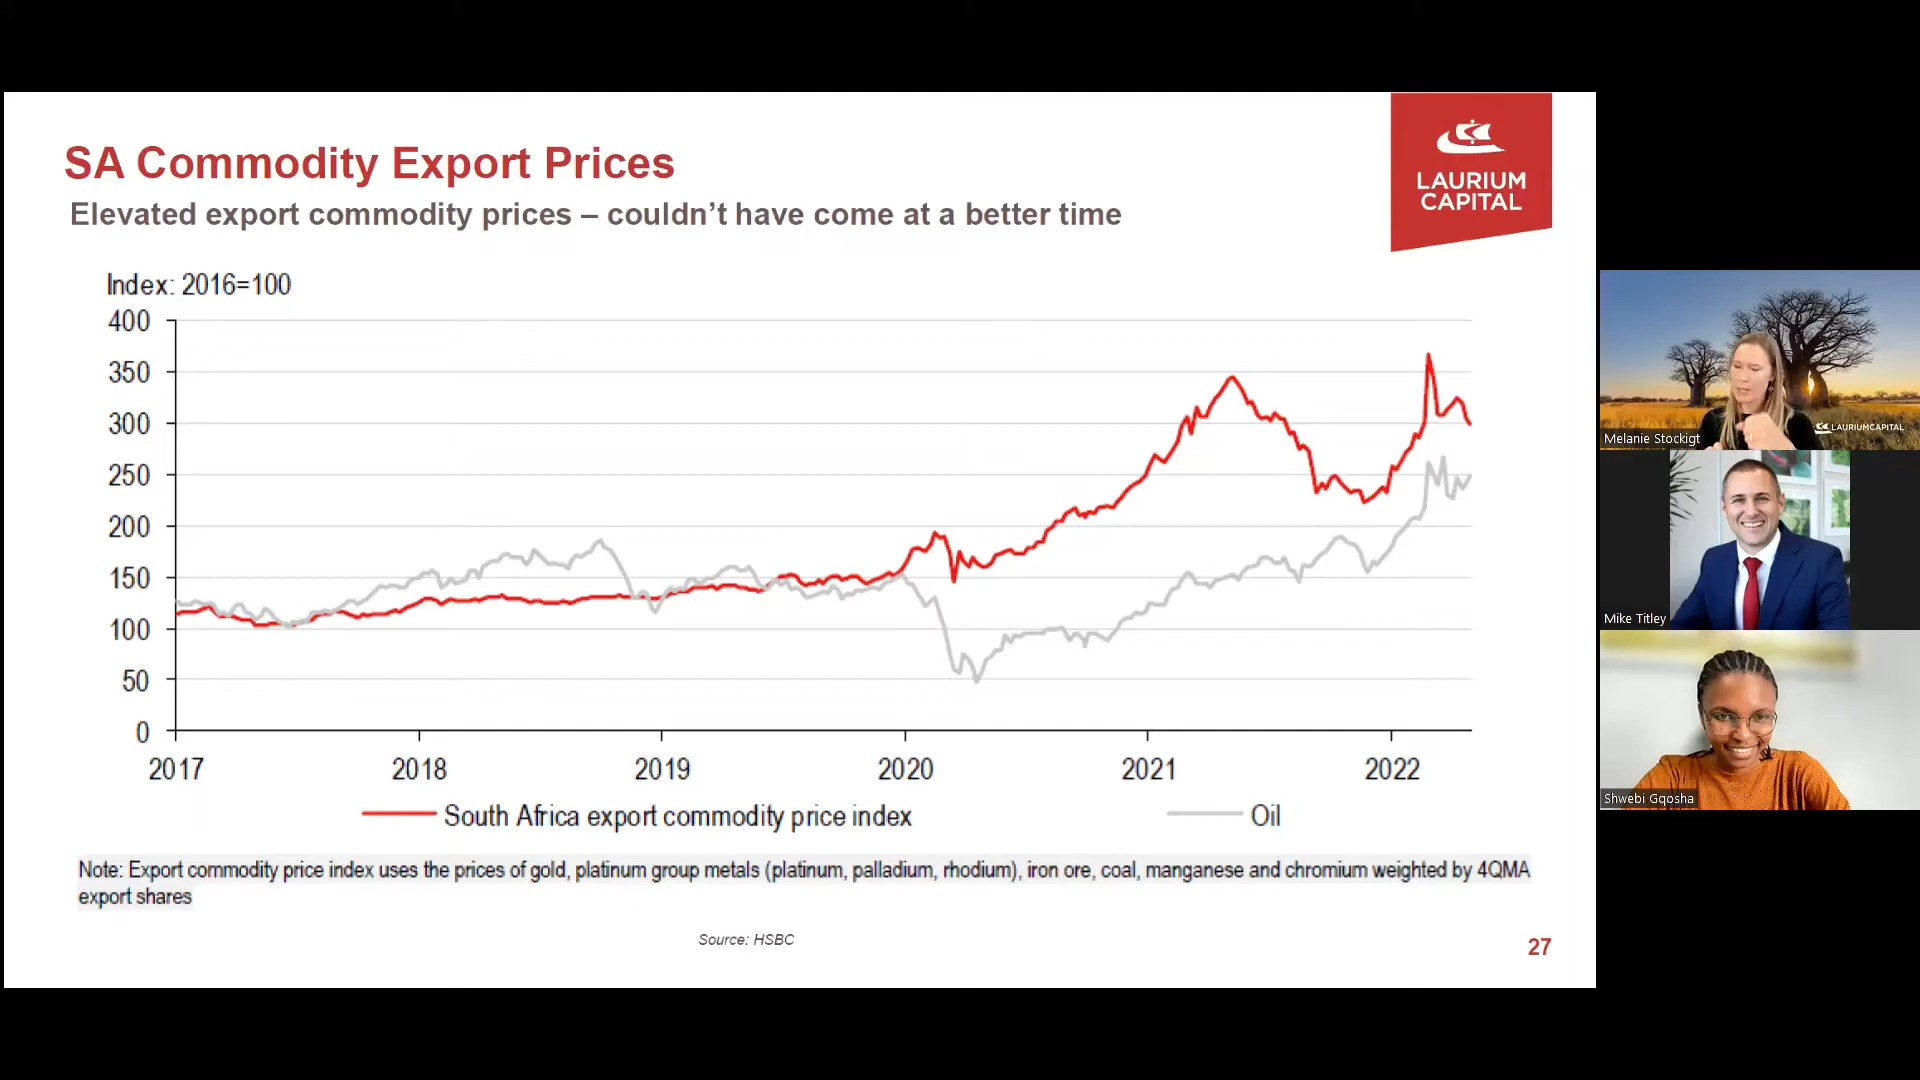 SA Commodity Export Prices
Elevated export commodity prices – couldn't have come at a better time
LAURIUM
CAPITAL
Index: 2016=100
400
350
300
250
200
150
100
50
0
2017 2018 2019 2020 2021 2022
South Africa export commodity price index Oil
Note: Export commodity price index uses the prices of gold, platinum group metals (platinum, palladium, rhodium), iron ore, coal, manganese and chromium weighted by 4QMA
export shares
Source: HSBC
27
LAURIUMCAPITAL
Melanie Stockigt
Mike Titley
Shwebi Gqosha